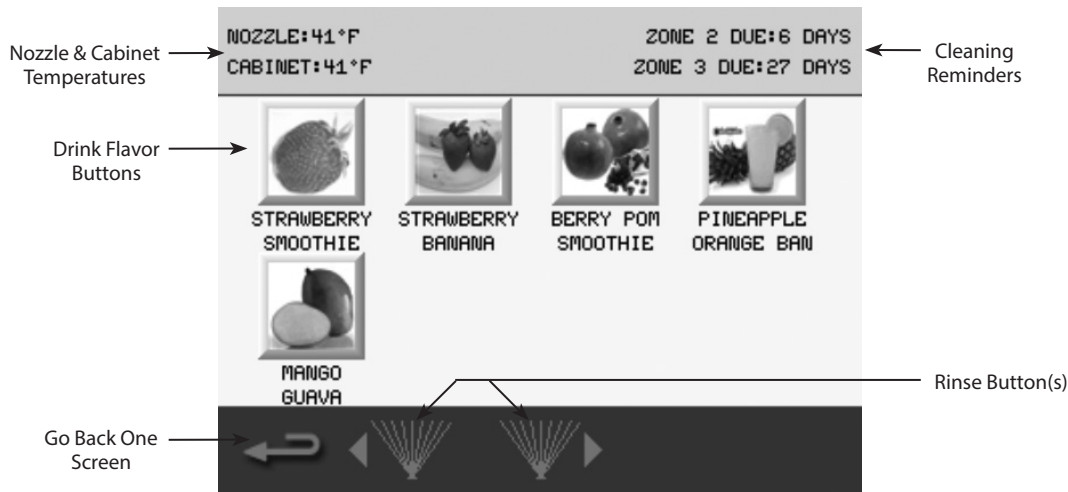 NOZZLE:41°F
CABINET:41°F
ZONE 2 DUE:6 DAYS
ZONE 3 DUE:27 DAYS
Nozzle & Cabinet
Temperatures
Cleaning
Reminders
Drink Flavor
Buttons
STRAWBERRY
SMOOTHIE
STRAWBERRY
BANANA
BERRY POM
SMOOTHIE
PINEAPPLE
ORANGE BAN
MANGO
GUAVA
Rinse Button(s)
Go Back One
Screen